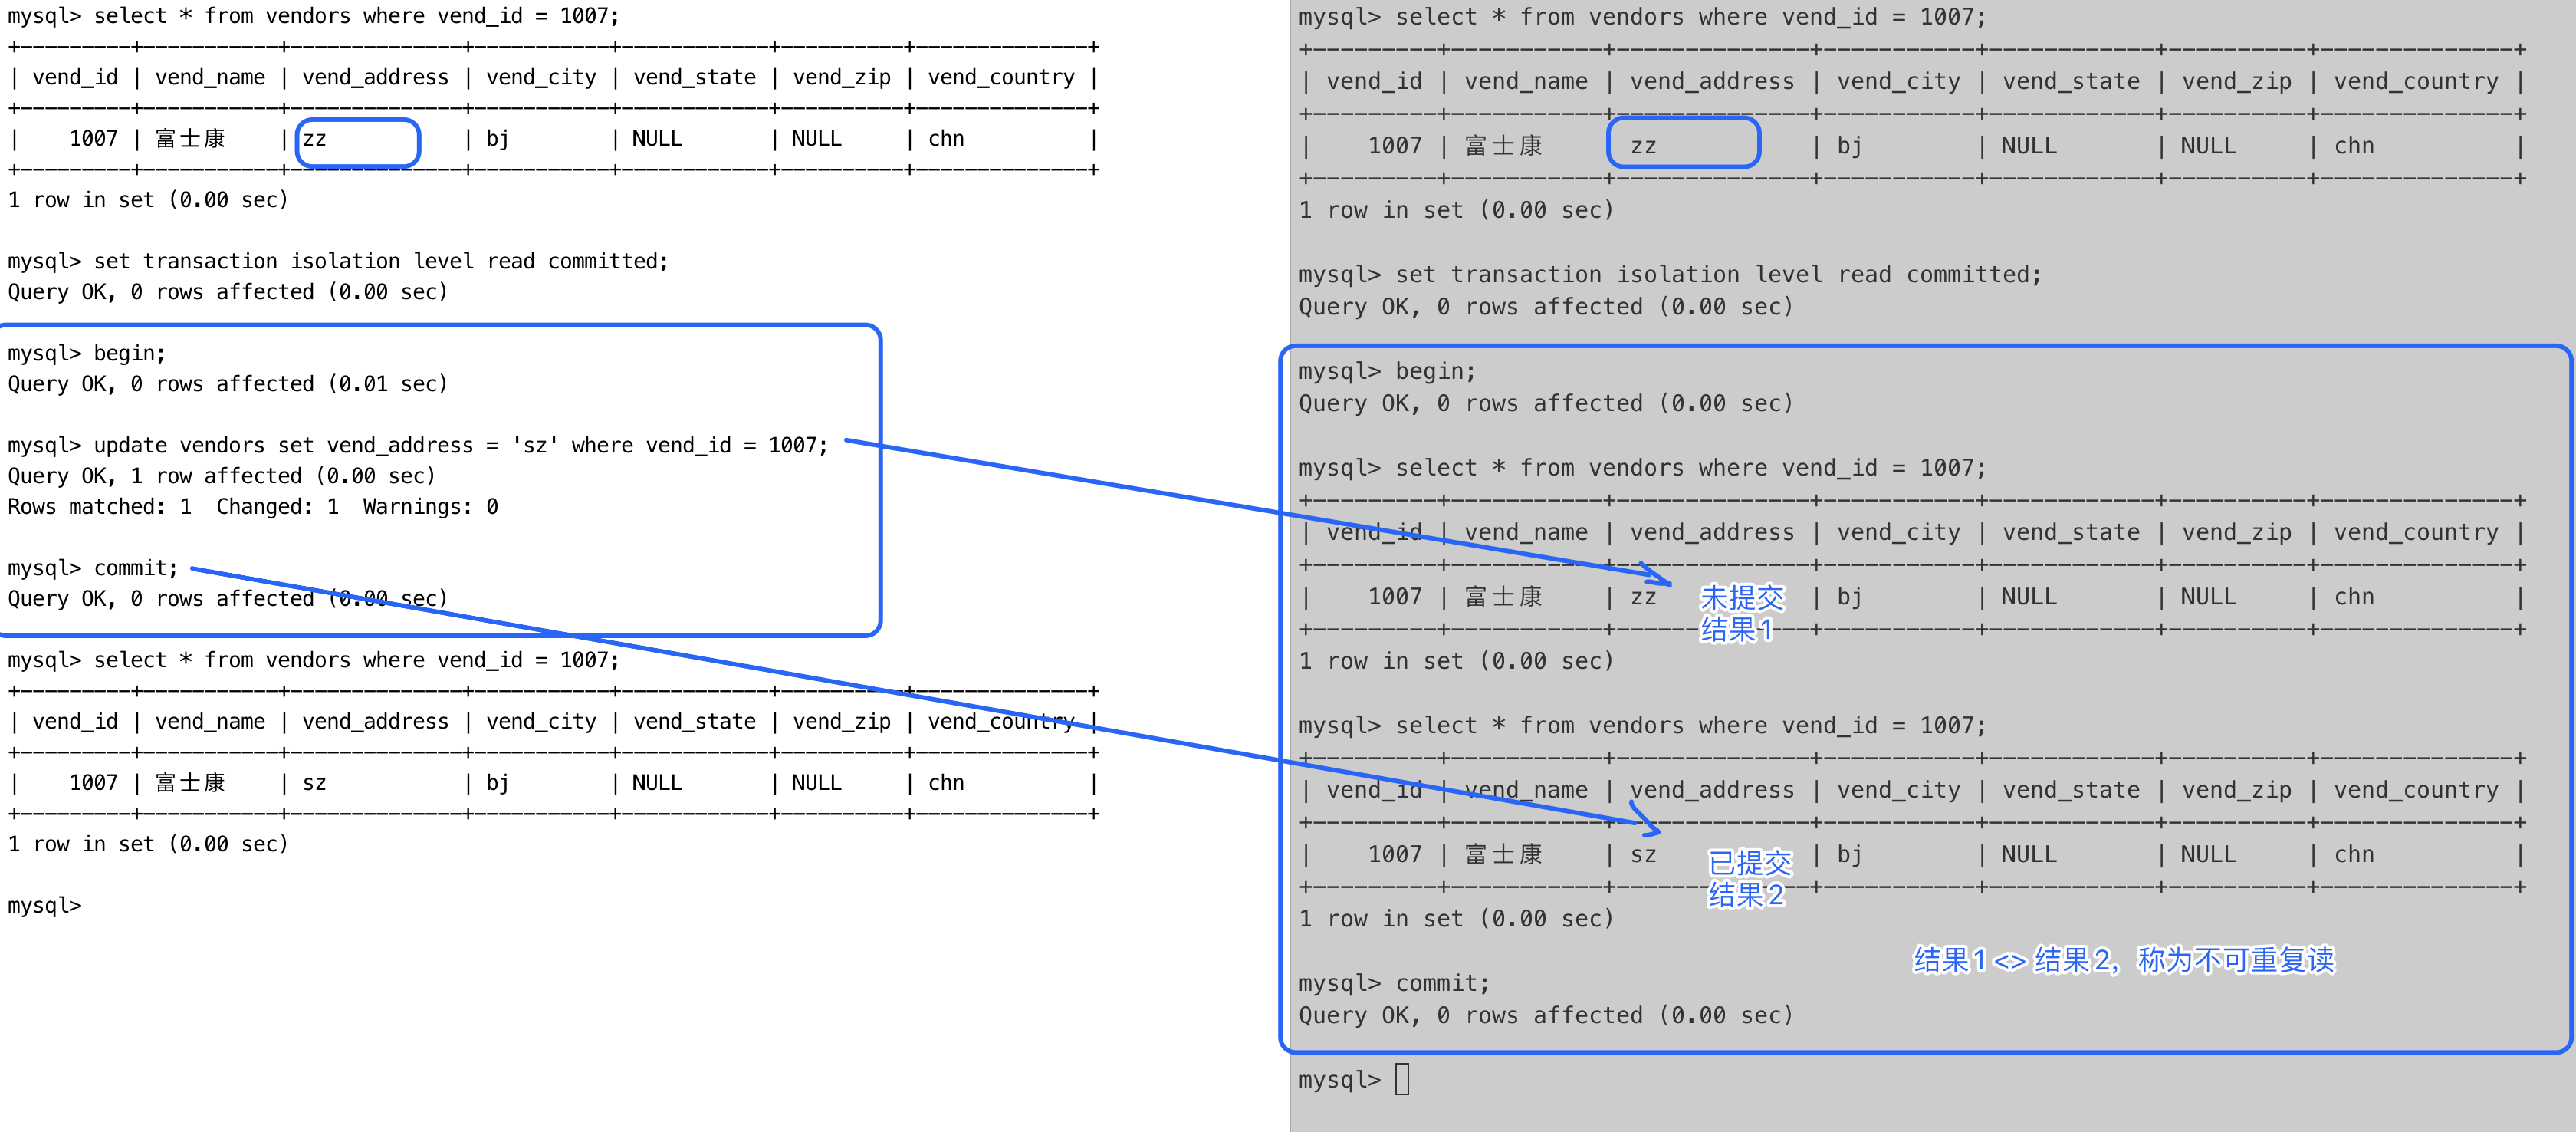 mysql> select * from vendors where vend_id = 1007;
+---------+-----------+--------------+-----------+------------+----------+--------------+
| vend_id | vend_name | vend_address | vend_city | vend_state | vend_zip | vend_country |
+---------+-----------+--------------+-----------+------------+----------+--------------+
|    1007 | 富士康    | zz           | bj        | NULL       | NULL     | chn          |
+---------+-----------+--------------+-----------+------------+----------+--------------+
1 row in set (0.00 sec)
mysql> set transaction isolation level read committed;
Query OK, 0 rows affected (0.00 sec)
mysql> begin;
Query OK, 0 rows affected (0.01 sec)
mysql> update vendors set vend_address = 'sz' where vend_id = 1007;
Query OK, 1 row affected (0.00 sec)
Rows matched: 1  Changed: 1  Warnings: 0
mysql> commit;
Query OK, 0 rows affected (0.00 sec)
mysql> select * from vendors where vend_id = 1007;
+---------+-----------+--------------+-----------+------------+----------+--------------+
| vend_id | vend_name | vend_address | vend_city | vend_state | vend_zip | vend_country |
+---------+-----------+--------------+-----------+------------+----------+--------------+
|    1007 | 富士康    | sz           | bj        | NULL       | NULL     | chn          |
+---------+-----------+--------------+-----------+------------+----------+--------------+
1 row in set (0.00 sec)
mysql>
mysql> select * from vendors where vend_id = 1007;
+---------+-----------+--------------+-----------+------------+----------+--------------+
| vend_id | vend_name | vend_address | vend_city | vend_state | vend_zip | vend_country |
+---------+-----------+--------------+-----------+------------+----------+--------------+
|    1007 | 富士康    | zz           | bj        | NULL       | NULL     | chn          |
+---------+-----------+--------------+-----------+------------+----------+--------------+
1 row in set (0.00 sec)
mysql> set transaction isolation level read committed;
Query OK, 0 rows affected (0.00 sec)
mysql> begin;
Query OK, 0 rows affected (0.00 sec)
mysql> select * from vendors where vend_id = 1007;
+---------+-----------+--------------+-----------+------------+----------+--------------+
| vend_id | vend_name | vend_address | vend_city | vend_state | vend_zip | vend_country |
+---------+-----------+--------------+-----------+------------+----------+--------------+
|    1007 | 富士康    | zz           | bj        | NULL       | NULL     | chn          |
+---------+-----------+--------------+-----------+------------+----------+--------------+
未提交
结果1
1 row in set (0.00 sec)
mysql> select * from vendors where vend_id = 1007;
+---------+-----------+--------------+-----------+------------+----------+--------------+
| vend_id | vend_name | vend_address | vend_city | vend_state | vend_zip | vend_country |
+---------+-----------+--------------+-----------+------------+----------+--------------+
|    1007 | 富士康    | sz           | bj        | NULL       | NULL     | chn          |
+---------+-----------+--------------+-----------+------------+----------+--------------+
已提交
结果2
1 row in set (0.00 sec)
结果1 <> 结果2，称为不可重复读
mysql> commit;
Query OK, 0 rows affected (0.00 sec)
mysql>